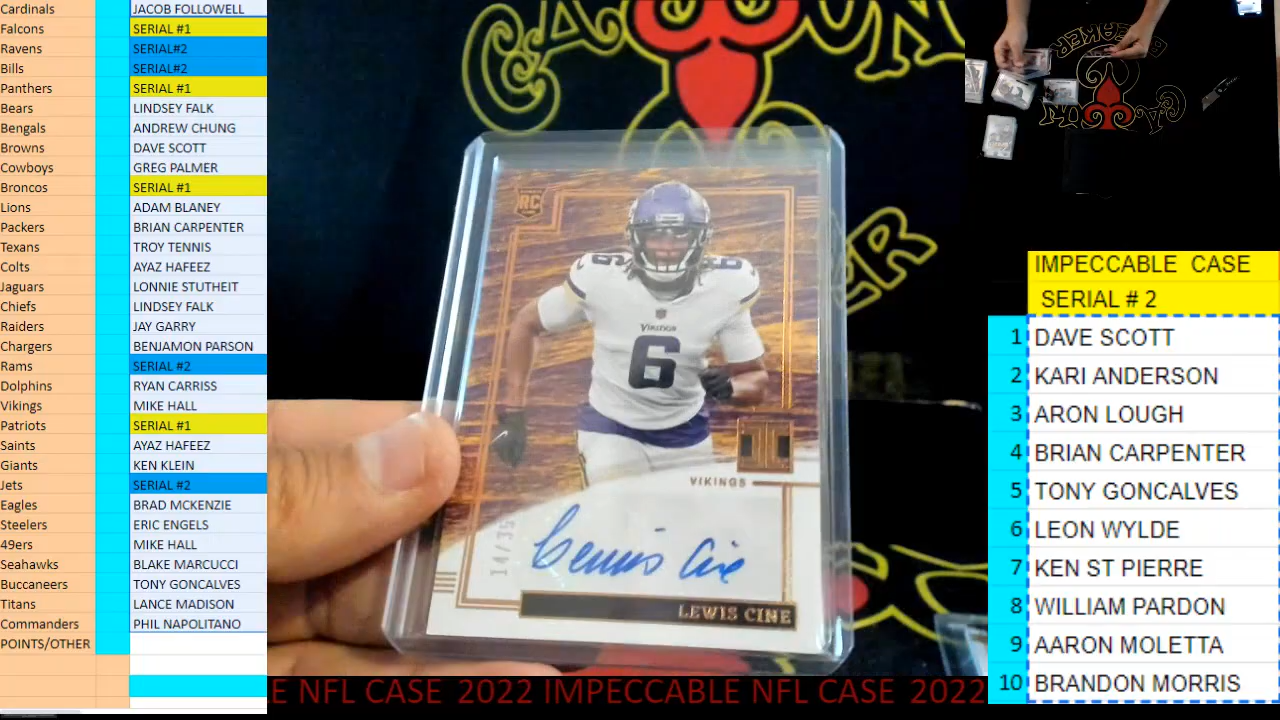 Cardinals JACOB FOLLOWELL
Falcons SERIAL #1
Ravens SERIAL#2
Bills SERIAL#2
Panthers SERIAL #1
Bears LINDSEY FALK
Bengals ANDREW CHUNG
Browns DAVE SCOTT
Cowboys GREG PALMER
Broncos SERIAL #1
Lions ADAM BLANEY
Packers BRIAN CARPENTER
Texans TROY TENNIS
Colts AYAZ HAFEEZ
Jaguars LONNIE STUTHEIT
Chiefs LINDSEY FALK
Raiders JAY GARRY
Chargers BENJAMON PARSON
Rams SERIAL #2
Dolphins RYAN CARRISS
Vikings MIKE HALL
Patriots SERIAL #1
Saints AYAZ HAFEEZ
Giants KEN KLEIN
Jets SERIAL #2
Eagles BRAD MCKENZIE
Steelers ERIC ENGELS
49ers MIKE HALL
Seahawks BLAKE MARCUCCI
Buccaneers TONY GONCALVES
Titans LANCE MADISON
Commanders PHIL NAPOLITANO
POINTS/OTHER
RC
6
6
VIKINGS
6
VIKINGS
Lewis Cine
LEWIS CINE
E NFL CASE 2022 IMPECCABLE NFL CASE 2022
BREAKER
IMPECCABLE CASE
SERIAL # 2
1 DAVE SCOTT
2 KARI ANDERSON
3 ARON LOUGH
4 BRIAN CARPENTER
5 TONY GONCALVES
6 LEON WYLDE
7 KEN ST PIERRE
8 WILLIAM PARDON
9 AARON MOLETTA
10 BRANDON MORRIS